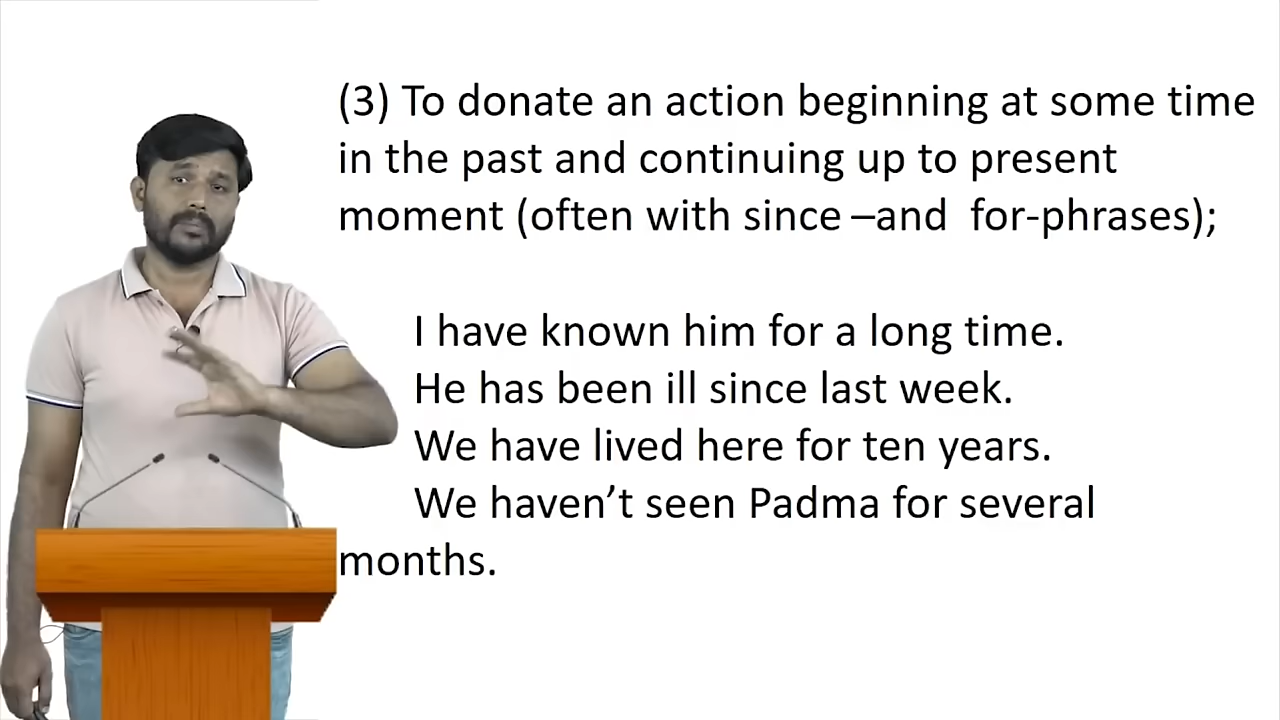 (3) To donate an action beginning at some time
in the past and continuing up to present
moment (often with since –and  for-phrases);
I have known him for a long time.
He has been ill since last week.
We have lived here for ten years.
We haven’t seen Padma for several
months.